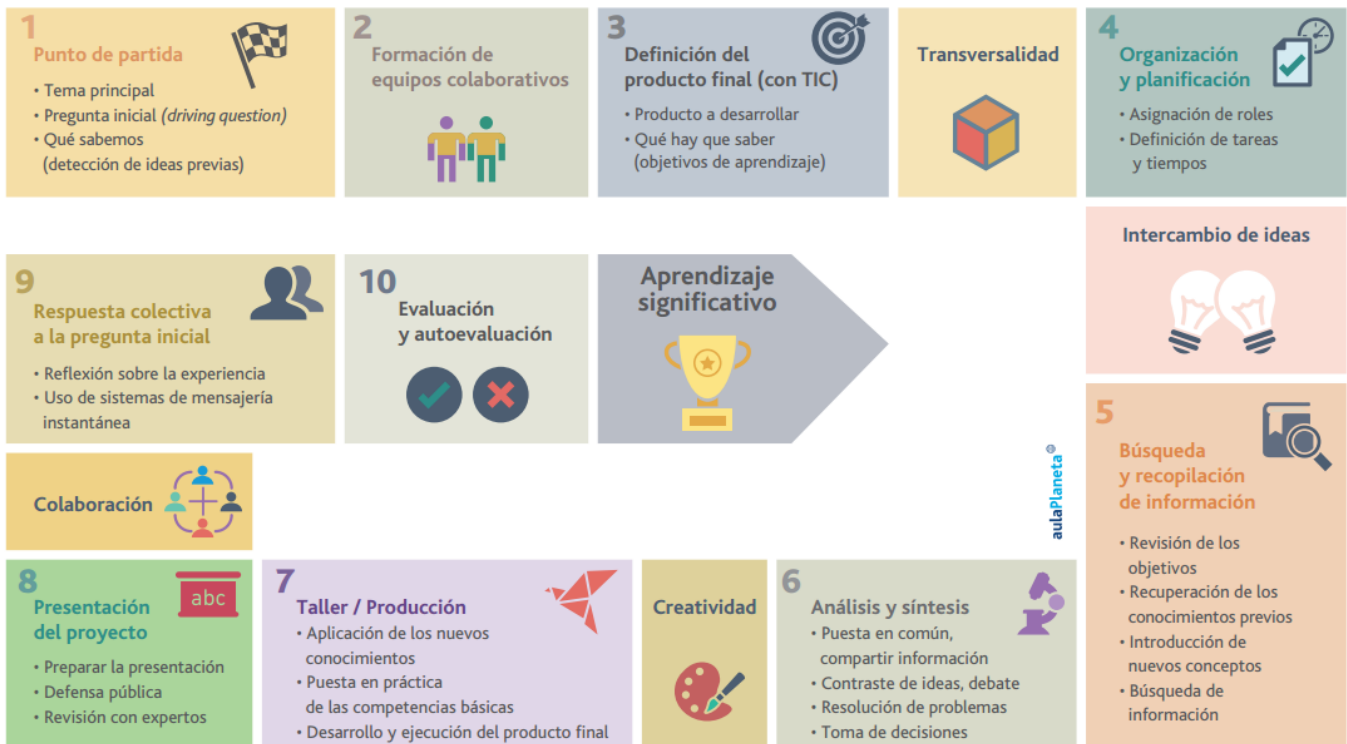 1
Punto de partida
• Tema principal
• Pregunta inicial (driving question)
• Qué sabemos
(detección de ideas previas)
2
Formación de
equipos colaborativos
3
Definición del
producto final (con TIC)
• Producto a desarrollar
• Qué hay que saber
(objetivos de aprendizaje)
Transversalidad
4
Organización
y planificación
• Asignación de roles
• Definición de tareas
y tiempos
Intercambio de ideas
5
Búsqueda
y recopilación
de información
• Revisión de los
objetivos
• Recuperación de los
conocimientos previos
• Introducción de
nuevos conceptos
• Búsqueda de
información
6
Análisis y síntesis
• Puesta en común,
compartir información
• Contraste de ideas, debate
• Resolución de problemas
• Toma de decisiones
Creatividad
7
Taller / Producción
• Aplicación de los nuevos
conocimientos
• Puesta en práctica
de las competencias básicas
• Desarrollo y ejecución del producto final
8
abc
Presentación
del proyecto
• Preparar la presentación
• Defensa pública
• Revisión con expertos
Colaboración
9
Respuesta colectiva
a la pregunta inicial
• Reflexión sobre la experiencia
• Uso de sistemas de mensajería
instantánea
10
Evaluación
y autoevaluación
Aprendizaje
significativo
aulaPlaneta